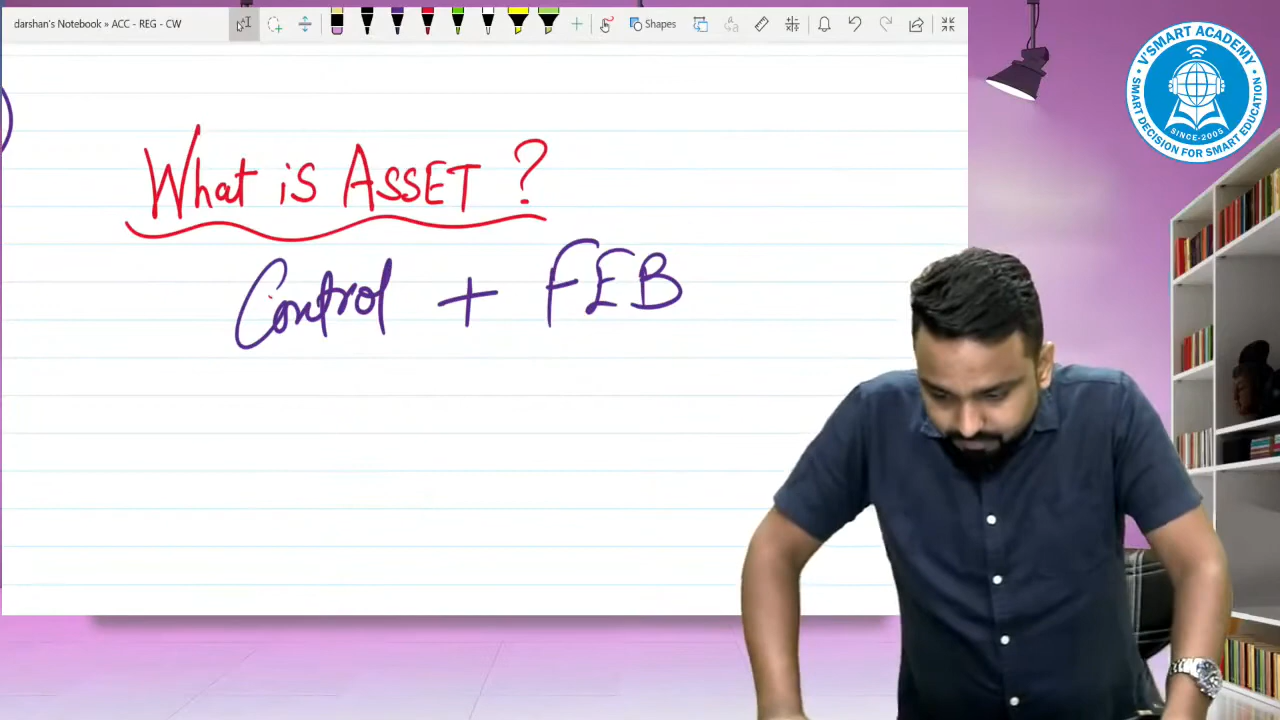 darshan's Notebook » ACC - REG - CW
Shapes
V'SMART ACADEMY
SINCE-2005
SMART DECISION FOR SMART EDUCATION
What is ASSET ?
Control + FEB